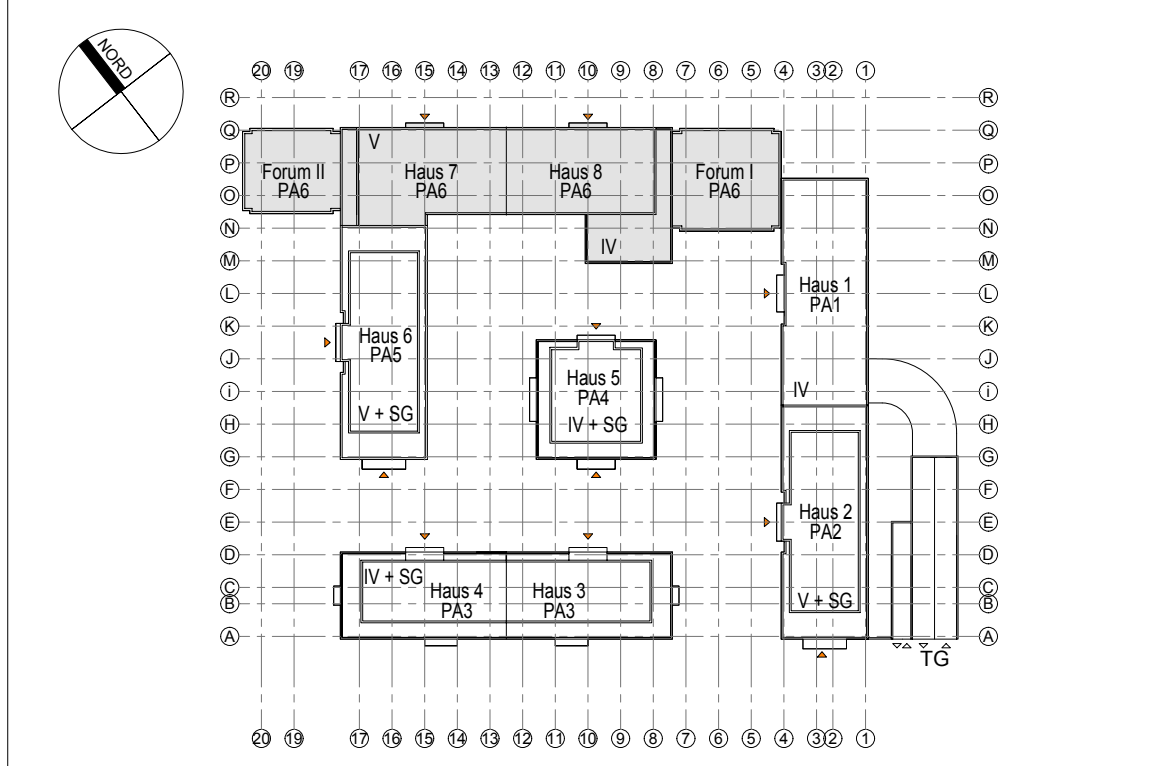 NORD
20 19 17 16 15 14 13 12 11 10 9 8 7 6 5 4 3 2 1
R R
Q Q
V
P P
Forum II Haus 7 Haus 8 Forum I
PA6 PA6 PA6 PA6
O O
N N
IV
M M
Haus 1
PA1
L L
K K
Haus 6
PA5
J J
Haus 5
PA4
i i
IV
V + SG
IV + SG
H H
G G
F F
E E
Haus 2
PA2
D D
IV + SG
C C
Haus 4 Haus 3
PA3 PA3
V + SG
B B
A A
TG
20 19 17 16 15 14 13 12 11 10 9 8 7 6 5 4 3 2 1